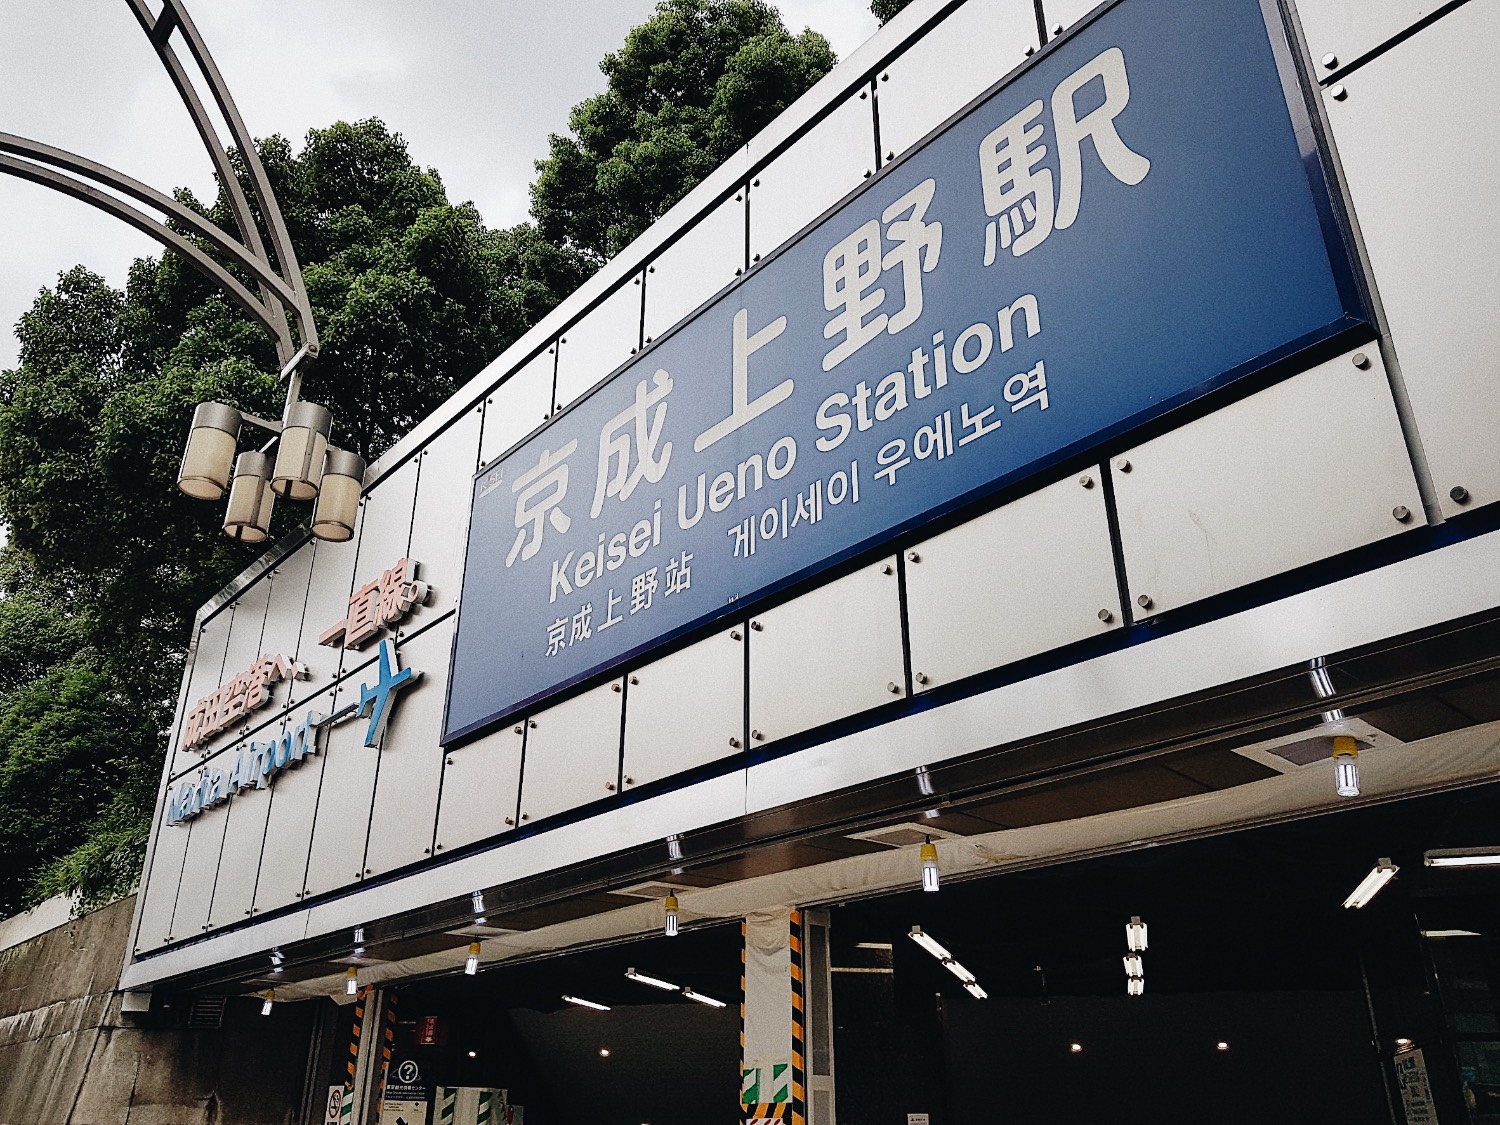 京成上野駅
Keisei Ueno Station
京成上野站 게이세이 우에노역
成田空港へ、一直線。
Narita Airport